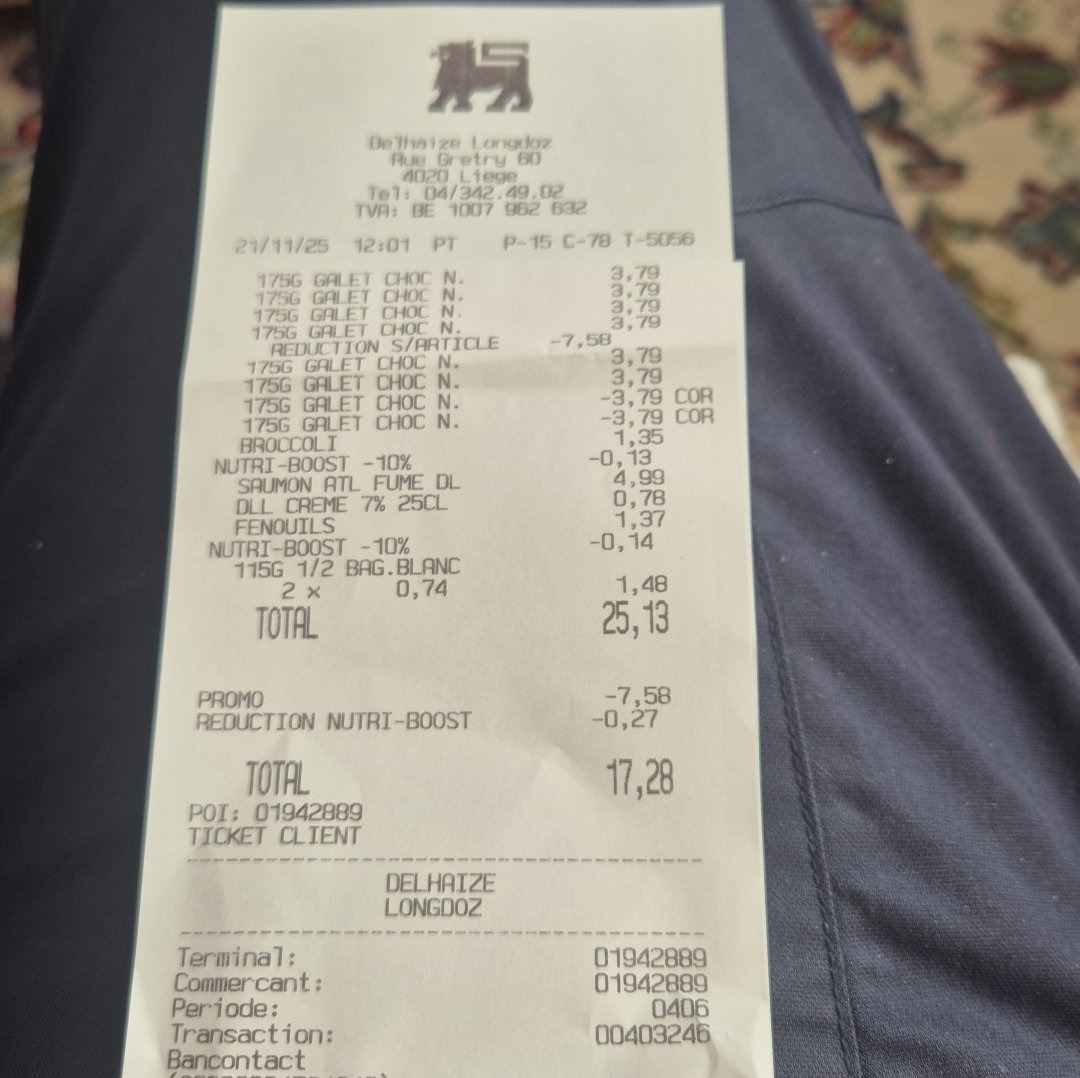 Delhaize Longdoz
Rue Gretry 60
4020 Liege
Tel: 04/342.49.02
TVA: BE 1007 962 632
21/11/25 12:01 PT P-15 C-78 T-5056
175G GALET CHOC N. 3,79
175G GALET CHOC N. 3,79
175G GALET CHOC N. 3,79
175G GALET CHOC N. 3,79
REDUCTION S/ARTICLE -7,58
175G GALET CHOC N. 3,79
175G GALET CHOC N. 3,79
175G GALET CHOC N. -3,79 COR
175G GALET CHOC N. -3,79 COR
BROCCOLI 1,35
NUTRI-BOOST -10% -0,13
SAUMON ATL FUME DL 4,99
DLL CREME 7% 25CL 0,78
FENOUILS 1,37
NUTRI-BOOST -10% -0,14
115G 1/2 BAG.BLANC
2 x 0,74 1,48
TOTAL 25,13
PROMO -7,58
REDUCTION NUTRI-BOOST -0,27
TOTAL 17,28
POI: 01942889
TICKET CLIENT
DELHAIZE
LONGDOZ
Terminal: 01942889
Commercant: 01942889
Periode: 0406
Transaction: 00403246
Bancontact